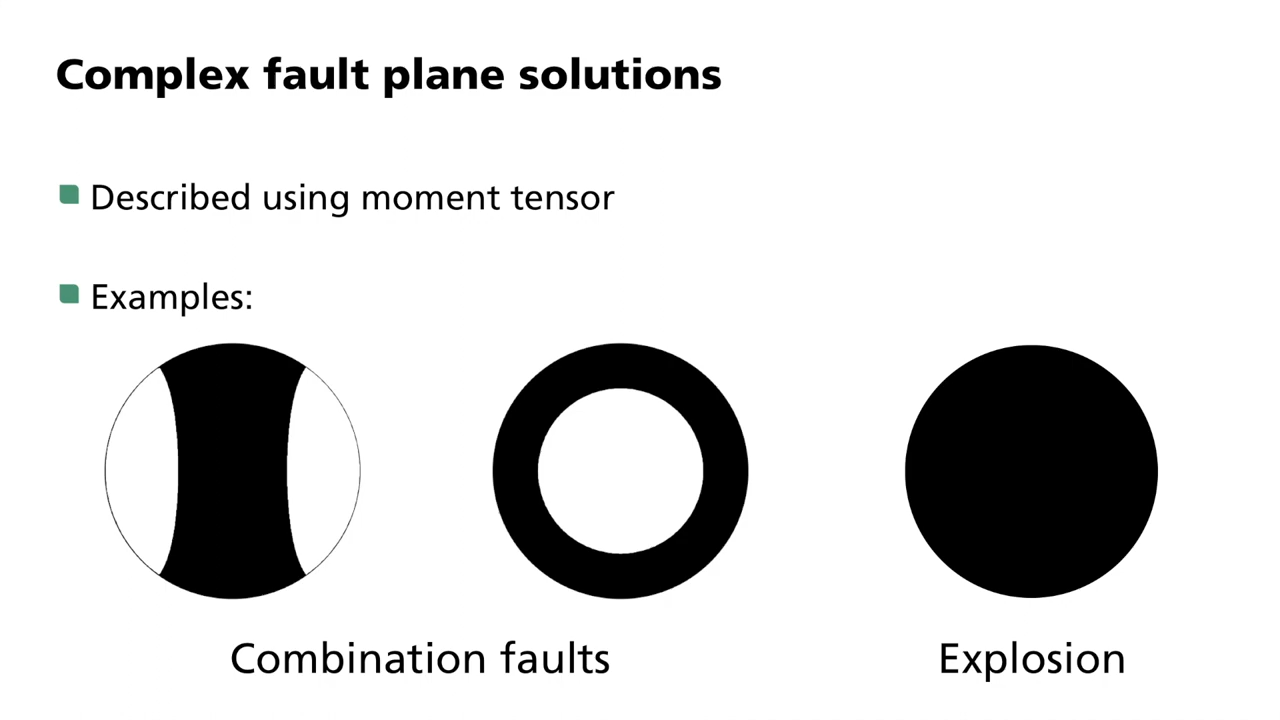 Complex fault plane solutions
Described using moment tensor
Examples:
Combination faults
Explosion